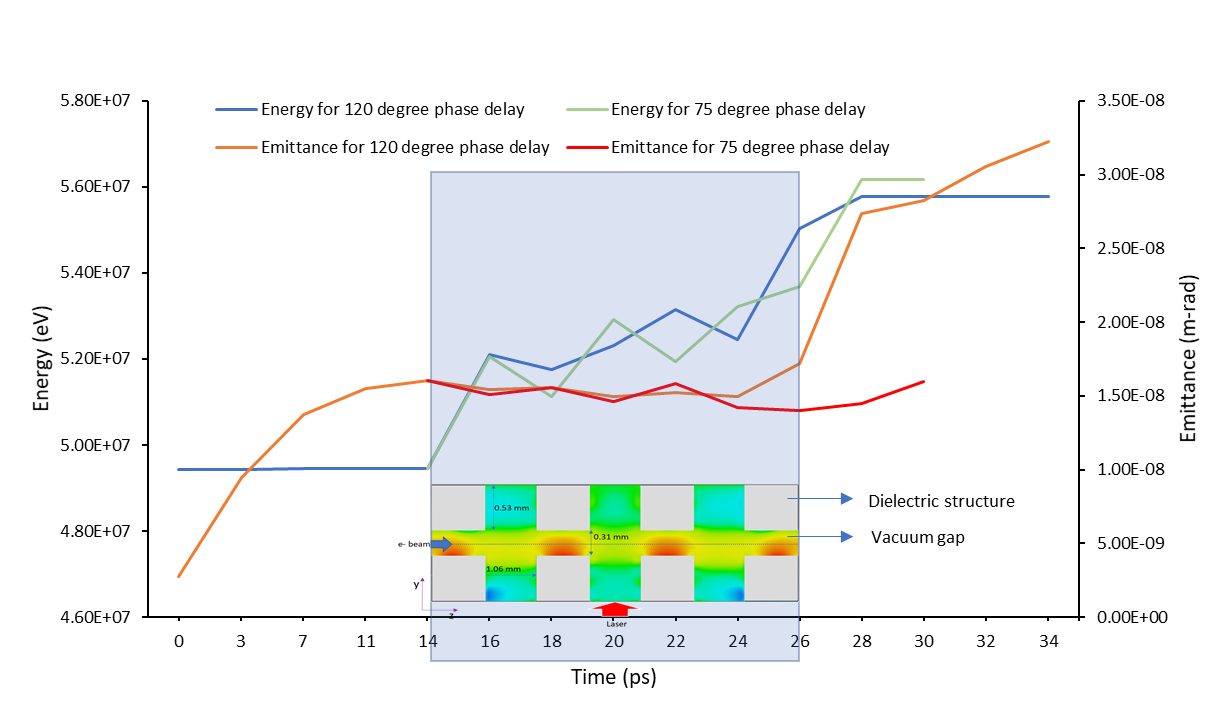 5.80E+07
5.60E+07
5.40E+07
5.20E+07
5.00E+07
4.80E+07
4.60E+07
Energy (eV)
Energy for 120 degree phase delay
Energy for 75 degree phase delay
Emittance for 120 degree phase delay
Emittance for 75 degree phase delay
3.50E-08
3.00E-08
2.50E-08
2.00E-08
1.50E-08
1.00E-08
5.00E-09
0.00E+00
Emittance (m-rad)
0.53 mm
Dielectric structure
0.31 mm
Vacuum gap
e- beam
1.06 mm
y
z
Laser
0 3 7 11 14 16 18 20 22 24 26 28 30 32 34
Time (ps)